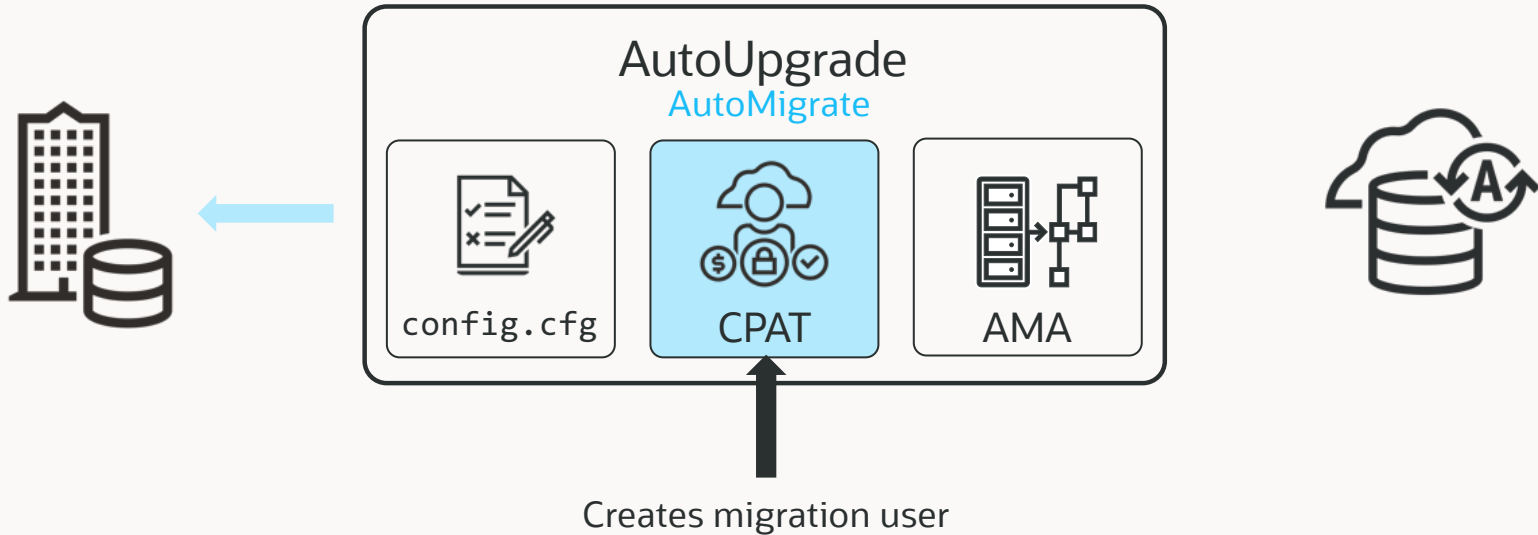 AutoUpgrade
AutoMigrate
config.cfg
$
CPAT
AMA
A
Creates migration user